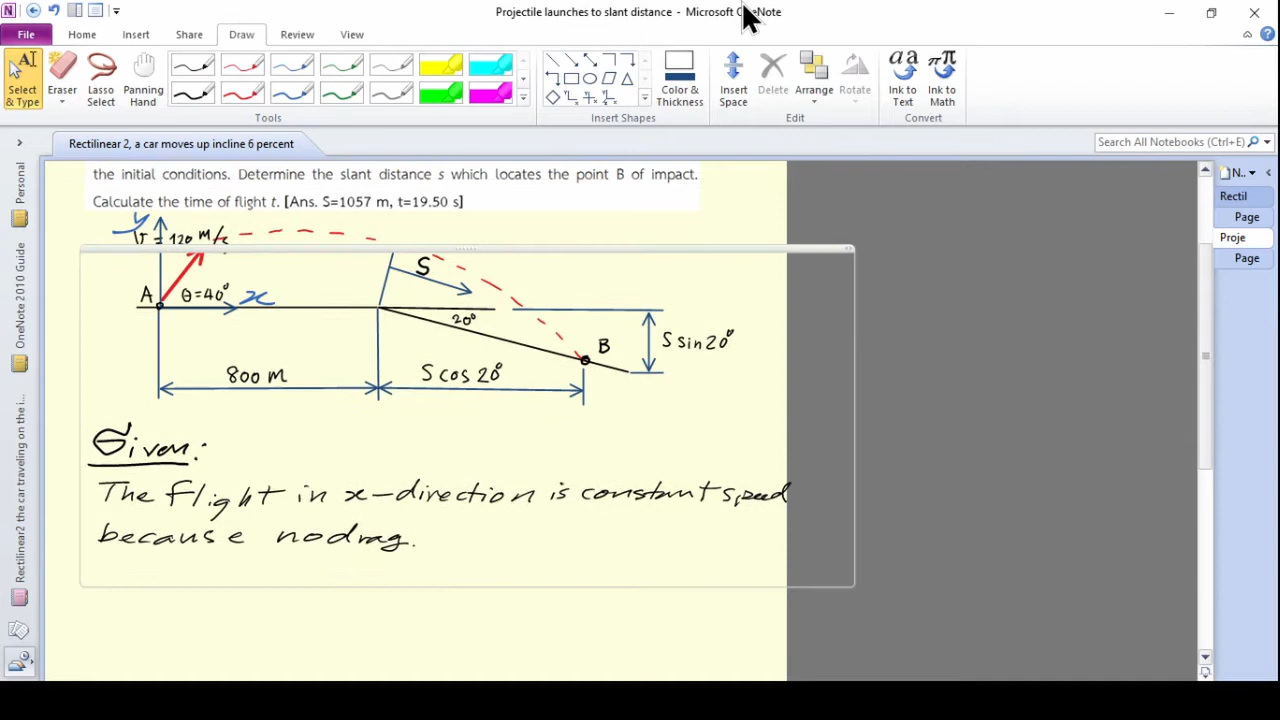 Projectile launches to slant distance - Microsoft OneNote
File Home Insert Share Draw Review View
Select & Type
Eraser
Lasso Select
Panning Hand
Color & Thickness
Insert Space
Delete
Arrange
Rotate
Ink to Text
Ink to Math
Tools
Insert Shapes
Edit
Convert
Rectilinear 2, a car moves up incline 6 percent
Search All Notebooks (Ctrl+E)
N..
Personal
OneNote 2010 Guide
Rectilinear2 the car traveling on the i...
Rectil
Page
Proje
Page
the initial conditions. Determine the slant distance s which locates the point B of impact.
Calculate the time of flight t. [Ans. S=1057 m, t=19.50 s]
y
v = 120 m/s
S
A θ=40° x
20°
B
S sin20°
800 m
S cos 20°
Given:
The flight in x-direction is constant speed
because nodrag.